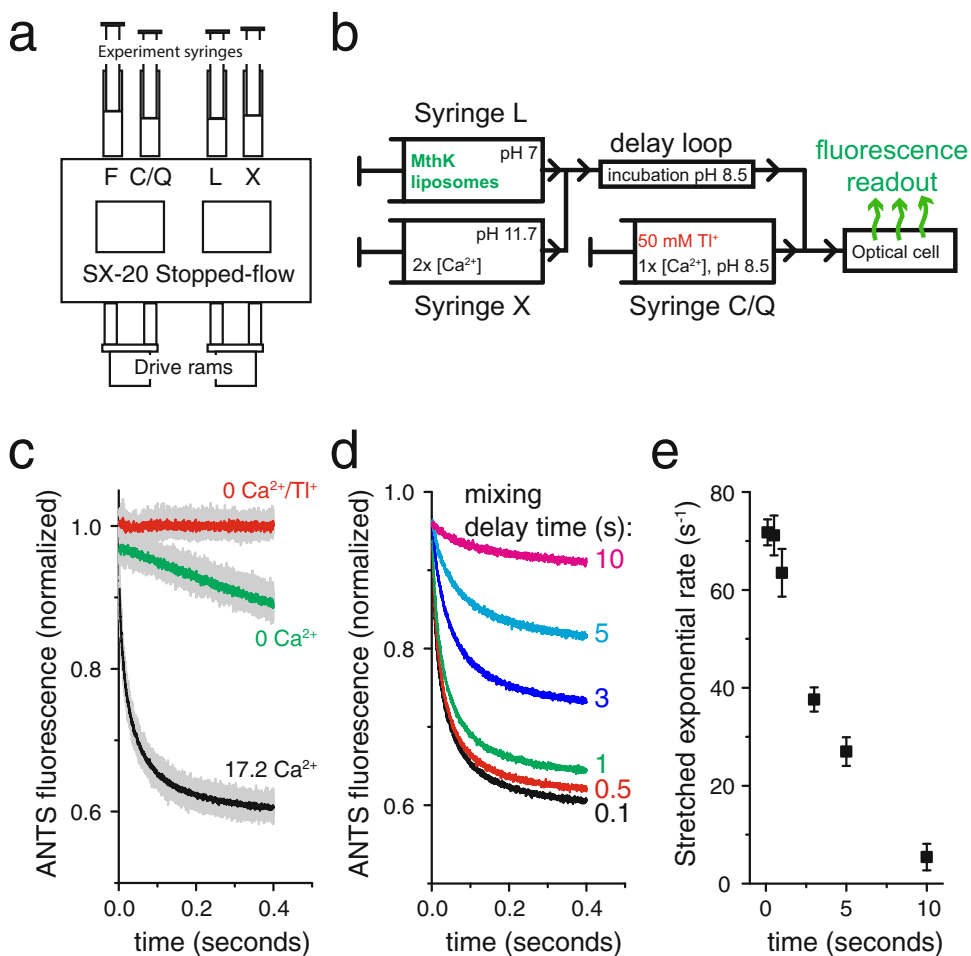 a
Experiment syringes
F C/Q L X
SX-20 Stopped-flow
Drive rams
b
Syringe L
MthK
liposomes
pH 7
delay loop
incubation pH 8.5
fluorescence
readout
pH 11.7
2x [Ca²⁺]
Syringe X
50 mM Tl⁺
1x [Ca²⁺], pH 8.5
Syringe C/Q
Optical cell
c
ANTS fluorescence (normalized)
1.0
0.8
0.6
0 Ca²⁺/Tl⁺
0 Ca²⁺
17.2 Ca²⁺
0.0 0.2 0.4
time (seconds)
d
ANTS fluorescence (normalized)
1.0
0.8
0.6
mixing
delay time (s):
10
5
3
1
0.5
0.1
0.0 0.2 0.4
time (seconds)
e
Stretched exponential rate (s⁻¹)
80
60
40
20
0
0 5 10
time (seconds)